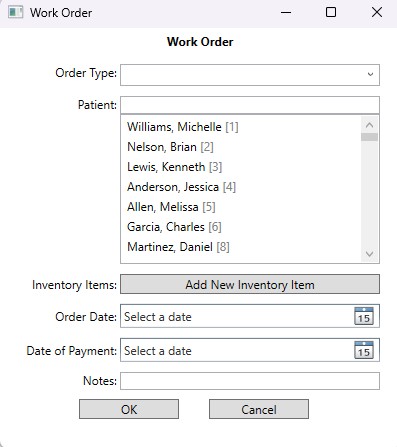 Work Order
Work Order
Order Type:
Patient:
Williams, Michelle [1]
Nelson, Brian [2]
Lewis, Kenneth [3]
Anderson, Jessica [4]
Allen, Melissa [5]
Garcia, Charles [6]
Martinez, Daniel [8]
Inventory Items: Add New Inventory Item
Order Date: Select a date 15
Date of Payment: Select a date 15
Notes:
OK Cancel